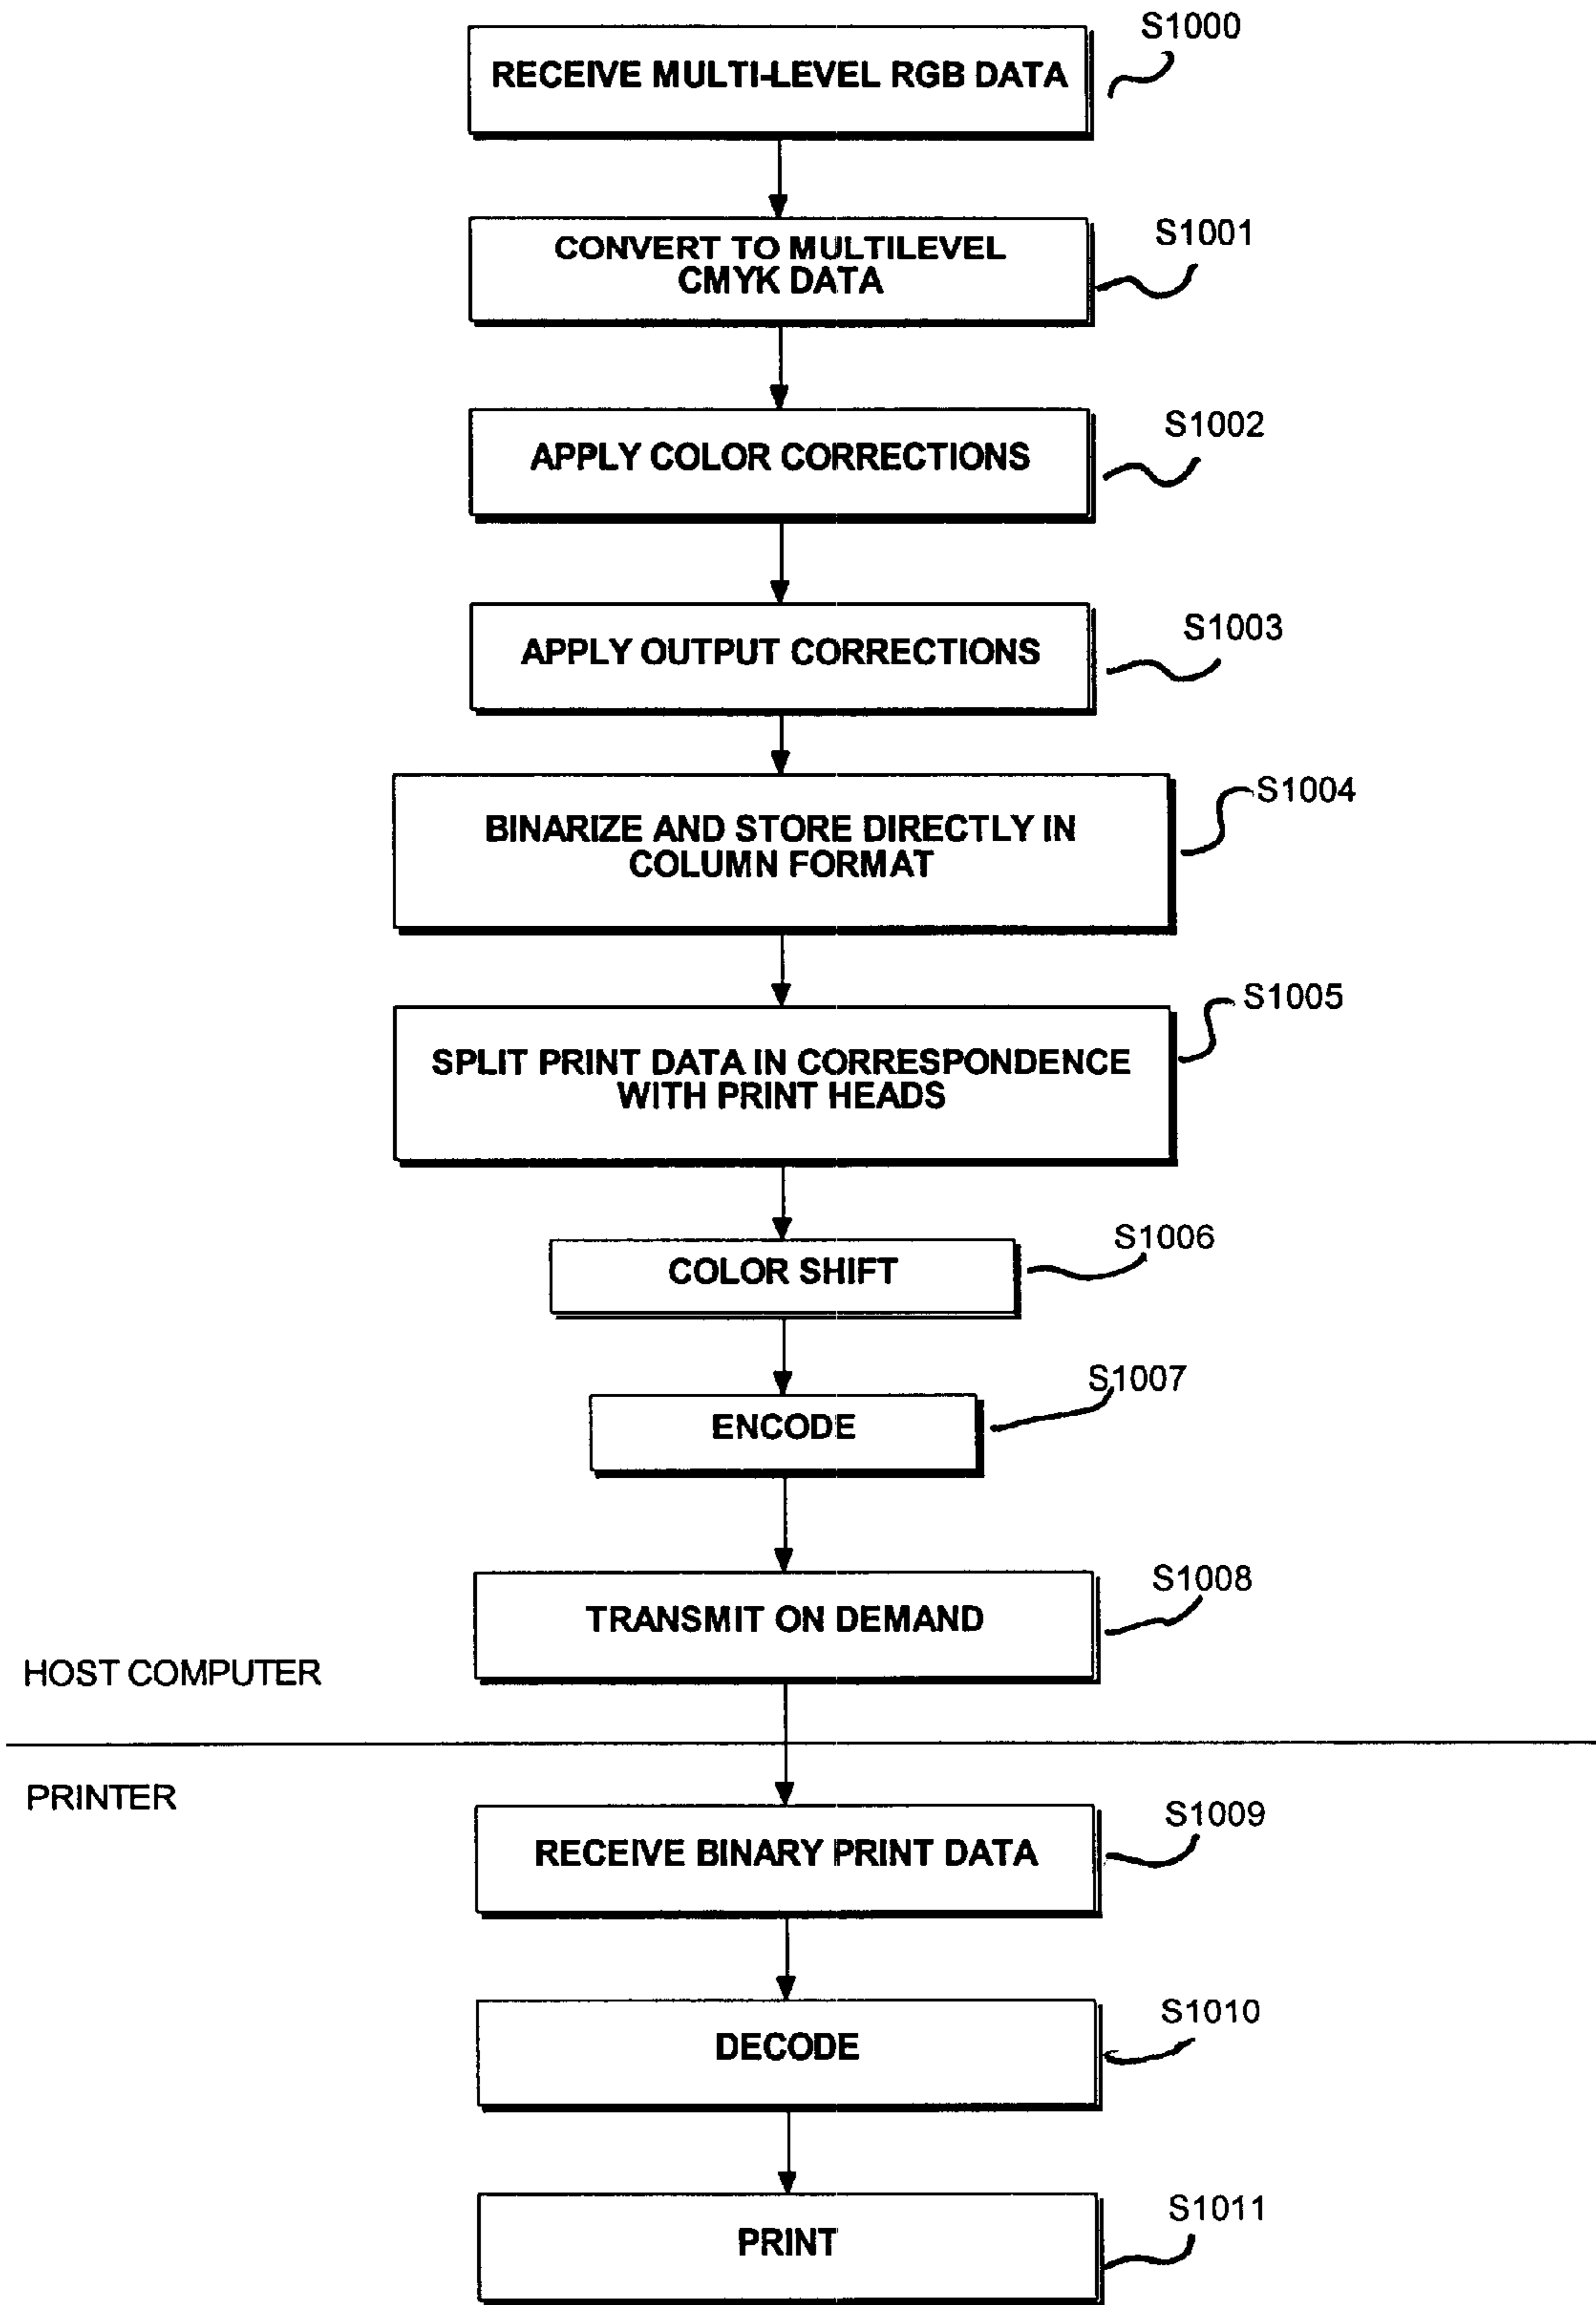 S1000
RECEIVE MULTI-LEVEL RGB DATA
S1001
CONVERT TO MULTILEVEL
CMYK DATA
S1002
APPLY COLOR CORRECTIONS
S1003
APPLY OUTPUT CORRECTIONS
S1004
BINARIZE AND STORE DIRECTLY IN
COLUMN FORMAT
S1005
SPLIT PRINT DATA IN CORRESPONDENCE
WITH PRINT HEADS
S1006
COLOR SHIFT
S1007
ENCODE
S1008
TRANSMIT ON DEMAND
HOST COMPUTER
PRINTER
S1009
RECEIVE BINARY PRINT DATA
S1010
DECODE
S1011
PRINT